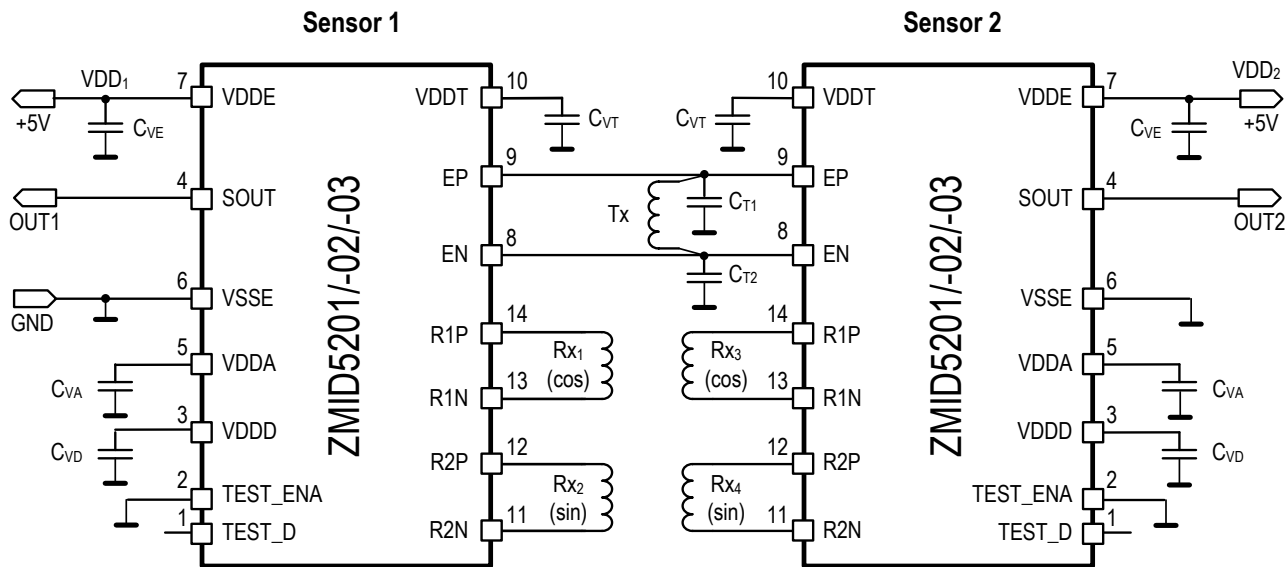 Sensor 1
Sensor 2
VDD1
7
VDDE
VDDT
10
10
VDDT
VDDE
7
VDD2
+5V
CVE
CVT
CVT
CVE
+5V
9
EP
9
EP
4
SOUT
Tx
CT1
SOUT
4
OUT1
OUT2
8
EN
8
EN
CT2
6
VSSE
VSSE
6
GND
ZMID5201/-02/-03
ZMID5201/-02/-03
14
R1P
Rx1
(cos)
Rx3
(cos)
14
R1P
5
VDDA
VDDA
5
CVA
CVA
13
R1N
13
R1N
3
VDDD
VDDD
3
CVD
CVD
12
R2P
Rx2
(sin)
Rx4
(sin)
12
R2P
2
TEST_ENA
TEST_ENA
2
11
R2N
11
R2N
1
TEST_D
TEST_D
1